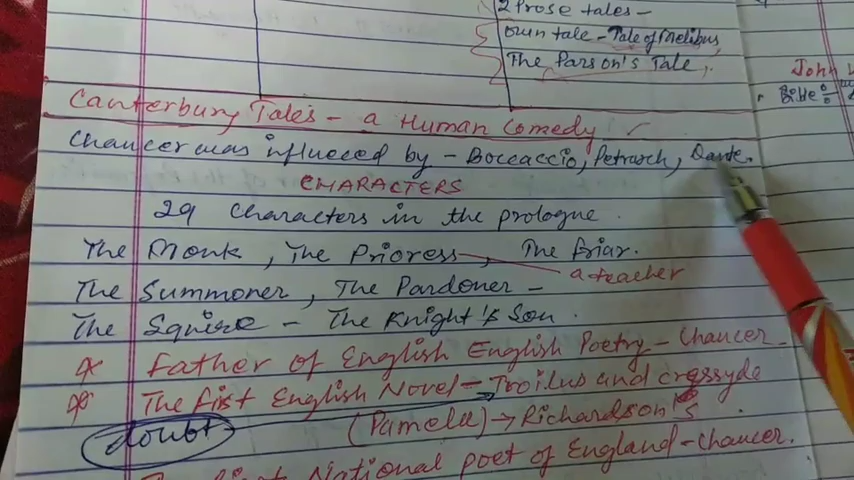 2 Prose tales -
own tale - Tale of Melibus,
The Parson's Tale,.
John
Canterbury Tales - a Human Comedy
Chaucer was influeced by - Boccaccio, Petrarch, Dante.
CHARACTERS
29 characters in the prologue.
The Monk, The Prioress, The friar.
a teacher
The Summoner, The Pardoner -
The Squire - The Knight's Son.
Father of English English Poetry - Chaucer -
The first English Novel - Troilus and cressyde
doubt (Pamela) → Richardson's.
National poet of England - Chaucer.